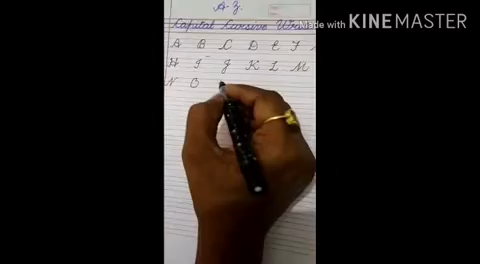 A-Z.
Made with KINEMASTER
Capital Cursive
A B C D E F
H I J K L M
N O